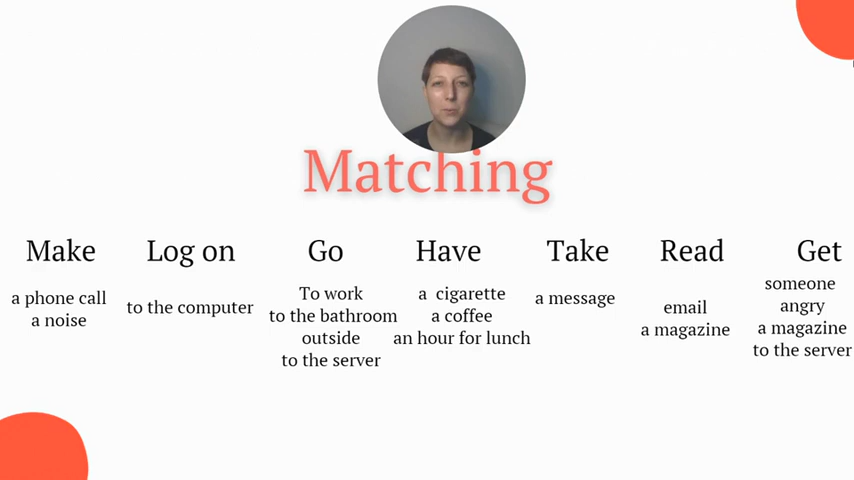 Matching
Make
a phone call
a noise
Log on
to the computer
Go
To work
to the bathroom
outside
to the server
Have
a cigarette
a coffee
an hour for lunch
Take
a message
Read
email
a magazine
Get
someone
angry
a magazine
to the server